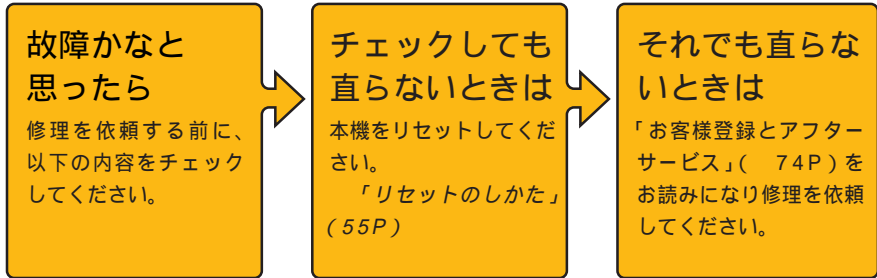 故障かなと
思ったら
修理を依頼する前に、
以下の内容をチェック
してください。
チェックしても
直らないときは
本機をリセットしてくだ
さい。
「リセットのしかた」
(55P)
それでも直らな
いときは
「お客様登録とアフター
サービス」( 74P)を
お読みになり修理を依頼
してください。